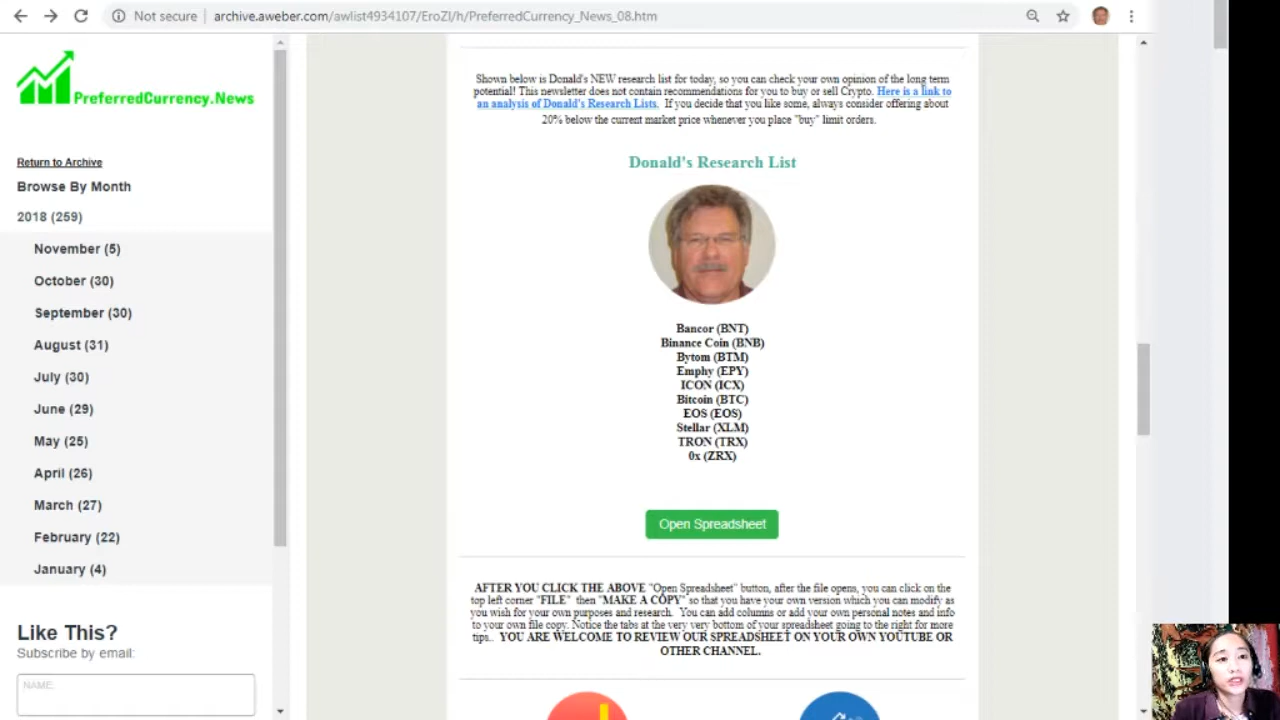 Not secure
archive.aweber.com/awlist4934107/EroZI/h/PreferredCurrency_News_08.htm
PreferredCurrency.News
Return to Archive
Browse By Month
2018 (259)
November (5)
October (30)
September (30)
August (31)
July (30)
June (29)
May (25)
April (26)
March (27)
February (22)
January (4)
Like This?
Subscribe by email:
NAME:
Shown below is Donald's NEW research list for today, so you can check your own opinion of the long term
potential! This newsletter does not contain recommendations for you to buy or sell Crypto. Here is a link to
an analysis of Donald's Research Lists. If you decide that you like some, always consider offering about
20% below the current market price whenever you place "buy" limit orders.
Donald's Research List
Bancor (BNT)
Binance Coin (BNB)
Bytom (BTM)
Emphy (EPY)
ICON (ICX)
Bitcoin (BTC)
EOS (EOS)
Stellar (XLM)
TRON (TRX)
0x (ZRX)
Open Spreadsheet
AFTER YOU CLICK THE ABOVE "Open Spreadsheet" button, after the file opens, you can click on the
top left corner "FILE" then "MAKE A COPY" so that you have your own version which you can modify as
you wish for your own purposes and research. You can add columns or add your own personal notes and info
to your own file copy. Notice the tabs at the very very bottom of your spreadsheet going to the right for more
tips.. YOU ARE WELCOME TO REVIEW OUR SPREADSHEET ON YOUR OWN YOUTUBE OR
OTHER CHANNEL.